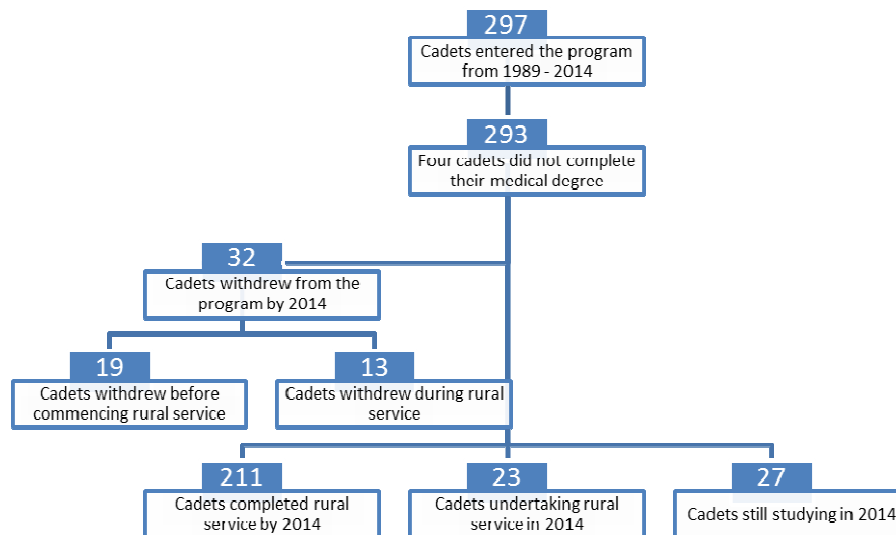 297
Cadets entered the program
from 1989 - 2014
293
Four cadets did not complete
their medical degree
32
Cadets withdrew from the
program by 2014
19
Cadets withdrew before
commencing rural service
13
Cadets withdrew during rural
service
211
Cadets completed rural
service by 2014
23
Cadets undertaking rural
service in 2014
27
Cadets still studying in 2014